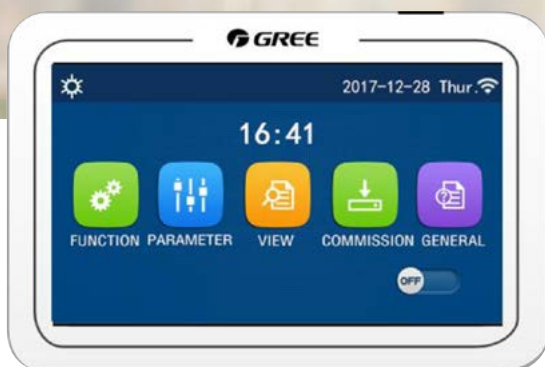 GREE
2017-12-28 Thur.
16:41
FUNCTION PARAMETER VIEW COMMISSION GENERAL
OFF